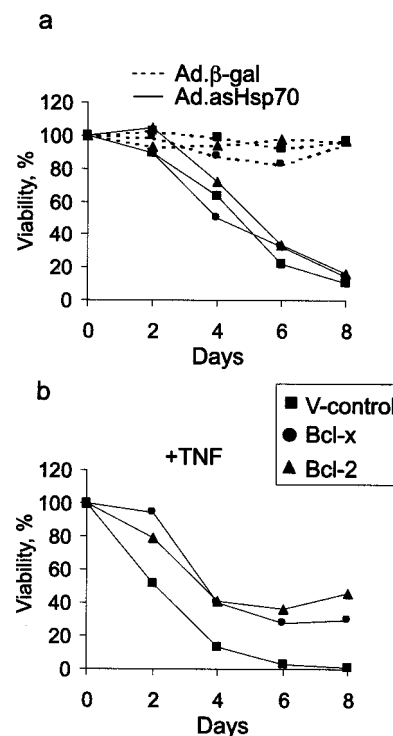 a
Ad.β-gal
Ad.asHsp70
120
100
80
60
40
20
0
Viability, %
0 2 4 6 8
Days
b
V-control
Bcl-x
Bcl-2
+TNF
120
100
80
60
40
20
0
Viability, %
0 2 4 6 8
Days